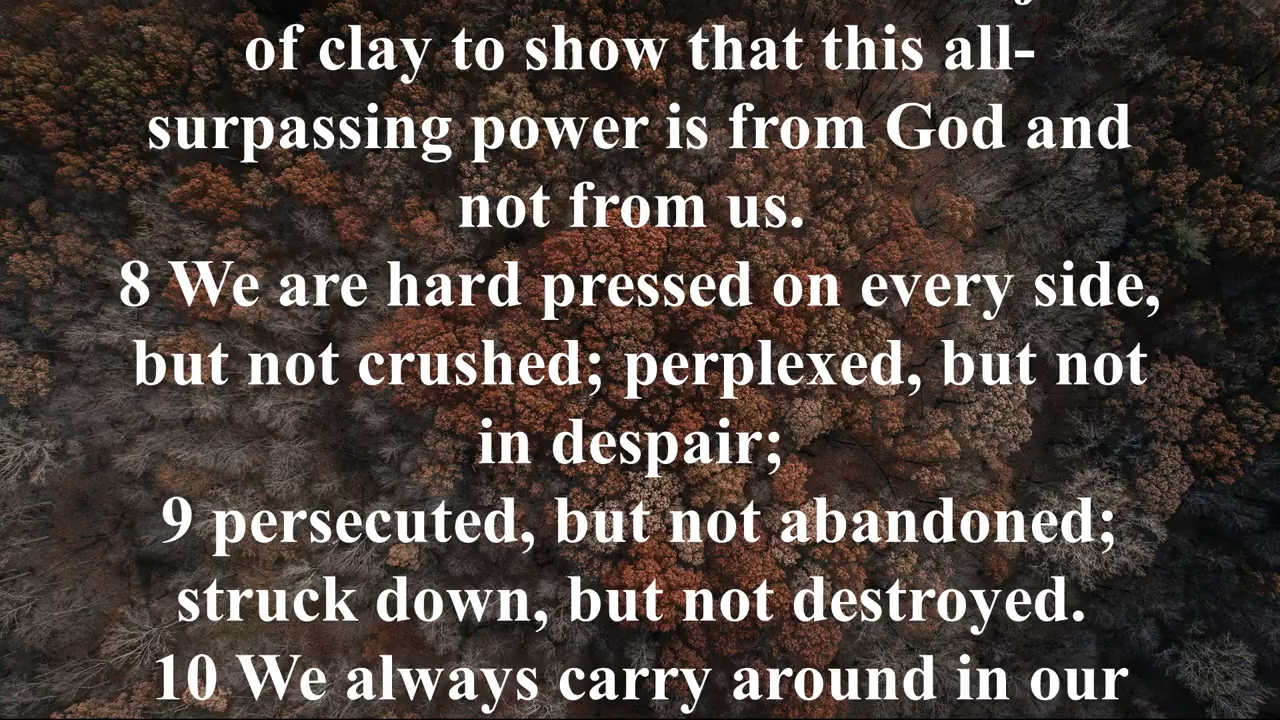 of clay to show that this all-
surpassing power is from God and
not from us.
8 We are hard pressed on every side,
but not crushed; perplexed, but not
in despair;
9 persecuted, but not abandoned;
struck down, but not destroyed.
10 We always carry around in our